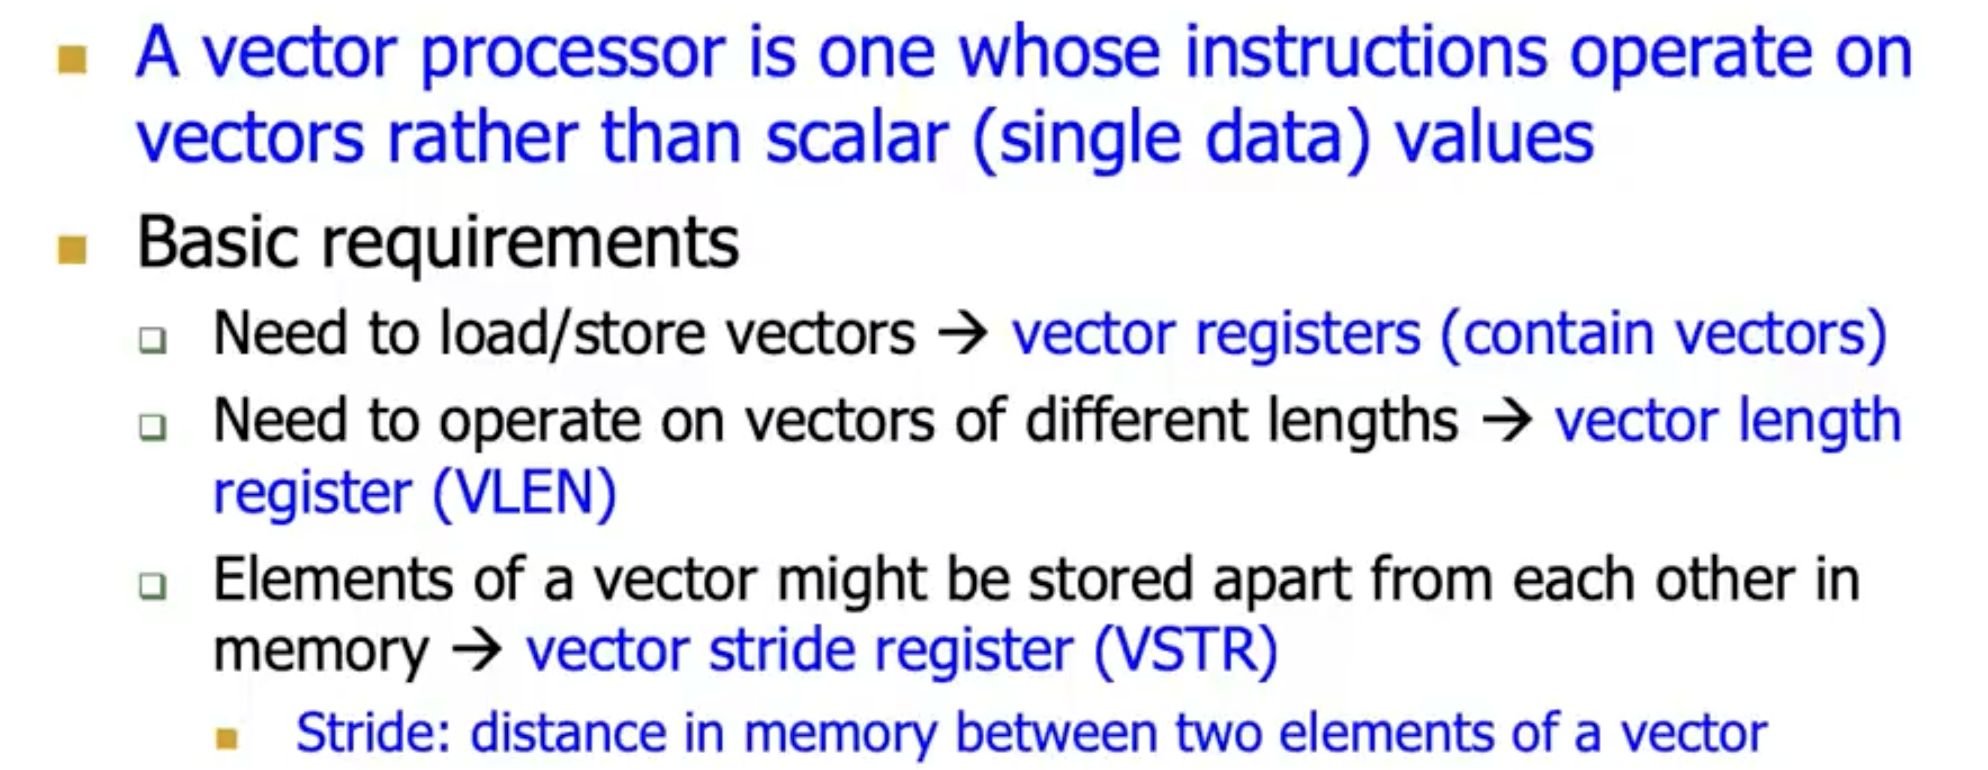 A vector processor is one whose instructions operate on
vectors rather than scalar (single data) values
Basic requirements
Need to load/store vectors → vector registers (contain vectors)
Need to operate on vectors of different lengths → vector length
register (VLEN)
Elements of a vector might be stored apart from each other in
memory → vector stride register (VSTR)
Stride: distance in memory between two elements of a vector